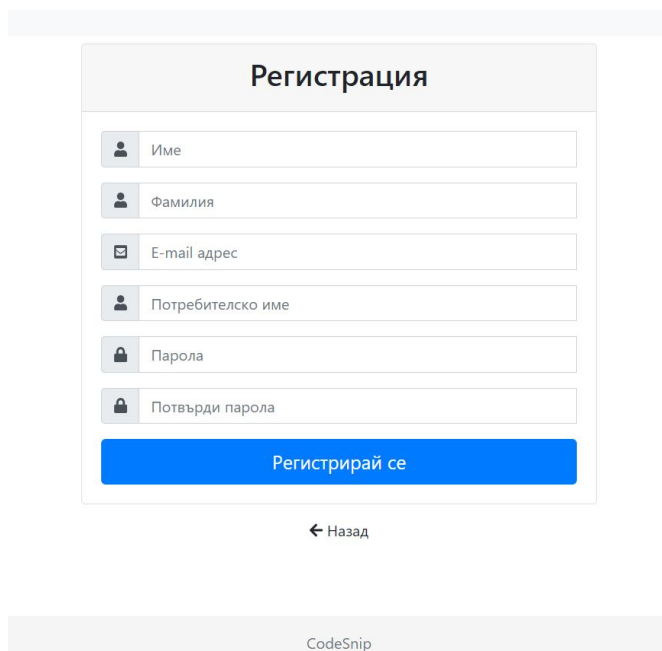 Регистрация
Име
Фамилия
E-mail адрес
Потребителско име
Парола
Потвърди парола
Регистрирай се
Назад
CodeSnip